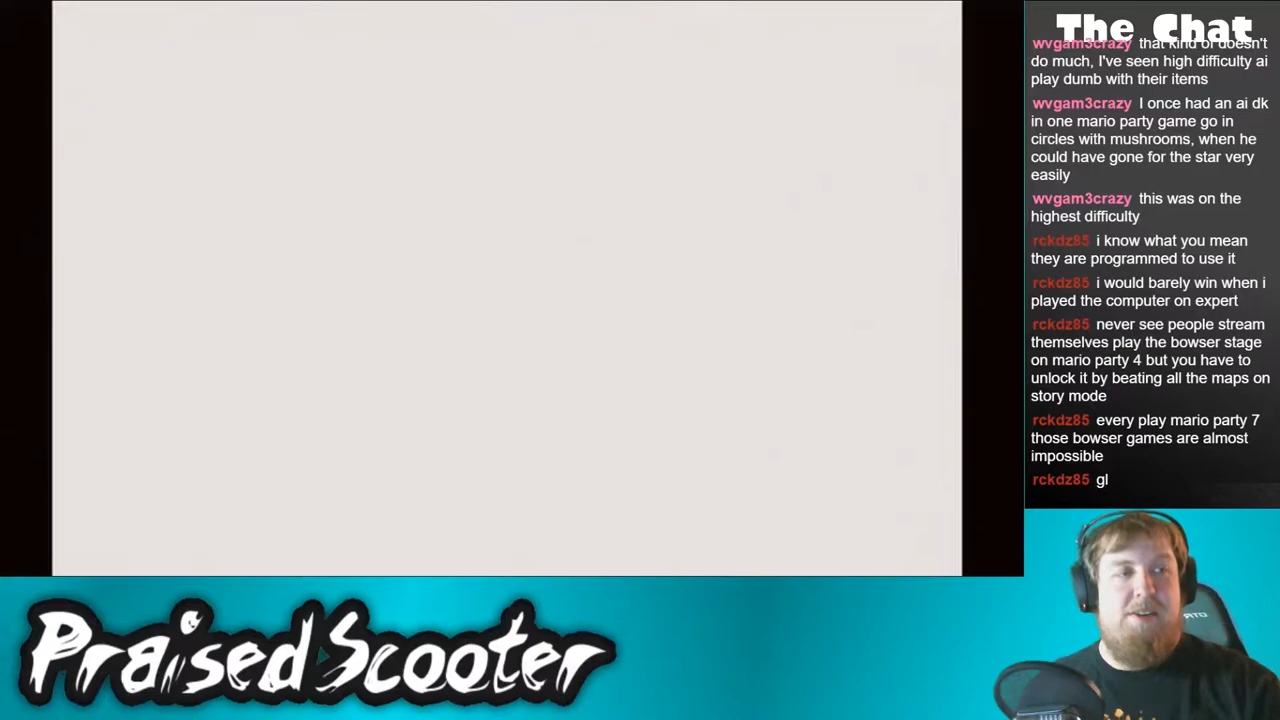 The Chat
wvgam3crazy that kind of doesn't
do much, I've seen high difficulty ai
play dumb with their items
wvgam3crazy I once had an ai dk
in one mario party game go in
circles with mushrooms, when he
could have gone for the star very
easily
wvgam3crazy this was on the
highest difficulty
rckdz85 i know what you mean
they are programmed to use it
rckdz85 i would barely win when i
played the computer on expert
rckdz85 never see people stream
themselves play the bowser stage
on mario party 4 but you have to
unlock it by beating all the maps on
story mode
rckdz85 every play mario party 7
those bowser games are almost
impossible
rckdz85 gl
PraisedScooter